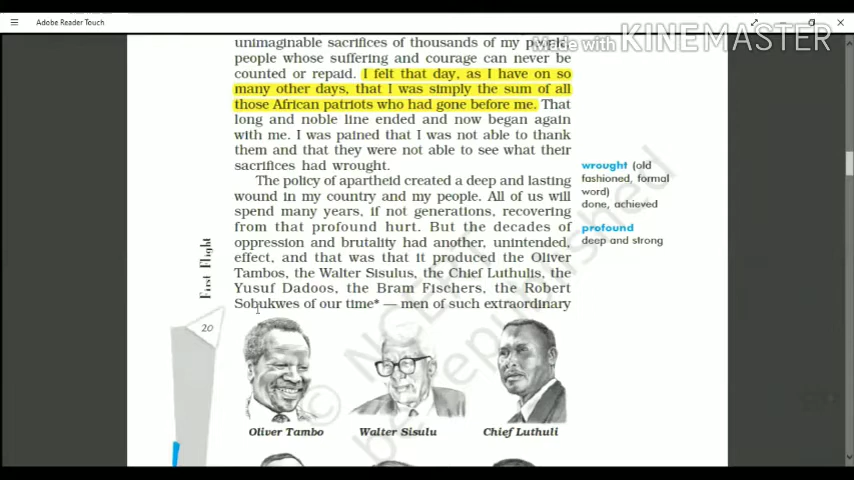 Adobe Reader Touch
Made with KINEMASTER
unimaginable sacrifices of thousands of my people,
people whose suffering and courage can never be
counted or repaid. I felt that day, as I have on so
many other days, that I was simply the sum of all
those African patriots who had gone before me. That
long and noble line ended and now began again
with me. I was pained that I was not able to thank
them and that they were not able to see what their
sacrifices had wrought.
The policy of apartheid created a deep and lasting
wound in my country and my people. All of us will
spend many years, if not generations, recovering
from that profound hurt. But the decades of
oppression and brutality had another, unintended,
effect, and that was that it produced the Oliver
Tambos, the Walter Sisulus, the Chief Luthulis, the
Yusuf Dadoos, the Bram Fischers, the Robert
Sobukwes of our time* — men of such extraordinary
wrought (old
fashioned, formal
word)
done, achieved
profound
deep and strong
First Flight
20
© NCERT
be republished
Oliver Tambo
Walter Sisulu
Chief Luthuli